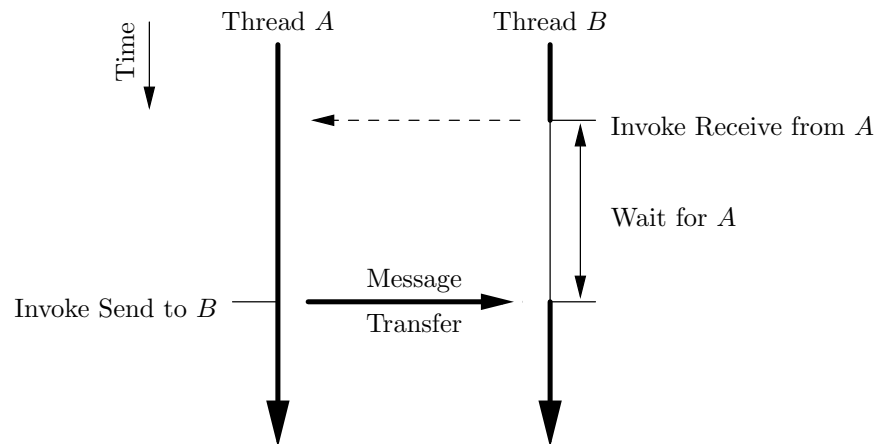 Thread A
Thread B
Time
Invoke Receive from A
Wait for A
Message
Invoke Send to B
Transfer